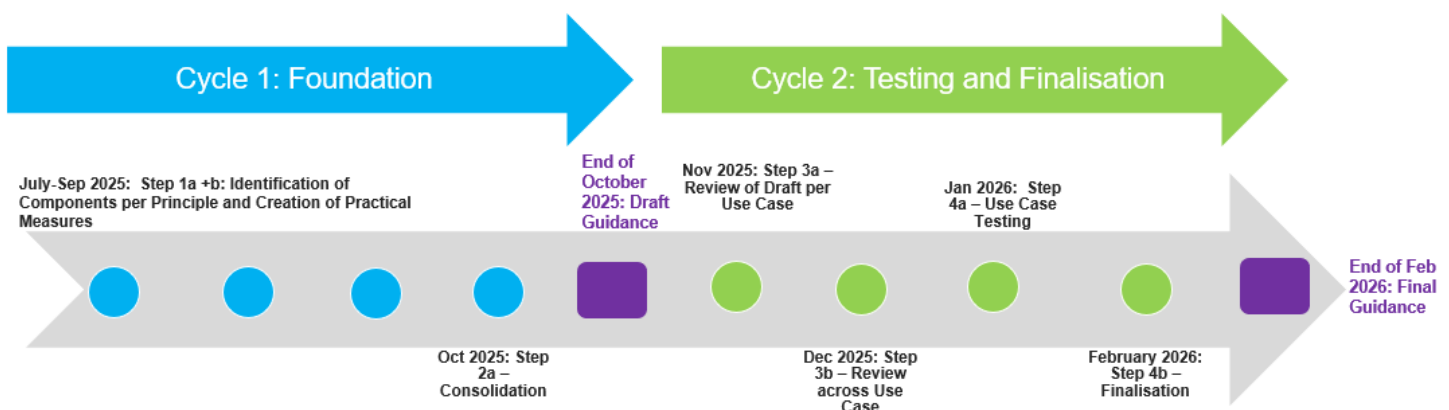 Cycle 1: Foundation
Cycle 2: Testing and Finalisation
July-Sep 2025:  Step 1a +b: Identification of
Components per Principle and Creation of Practical
Measures
End of
October
2025: Draft
Guidance
Nov 2025: Step 3a –
Review of Draft per
Use Case
Jan 2026:  Step
4a – Use Case
Testing
End of Feb
2026: Final
Guidance
Oct 2025: Step
2a –
Consolidation
Dec 2025: Step
3b – Review
across Use
Case
February 2026:
Step 4b –
Finalisation